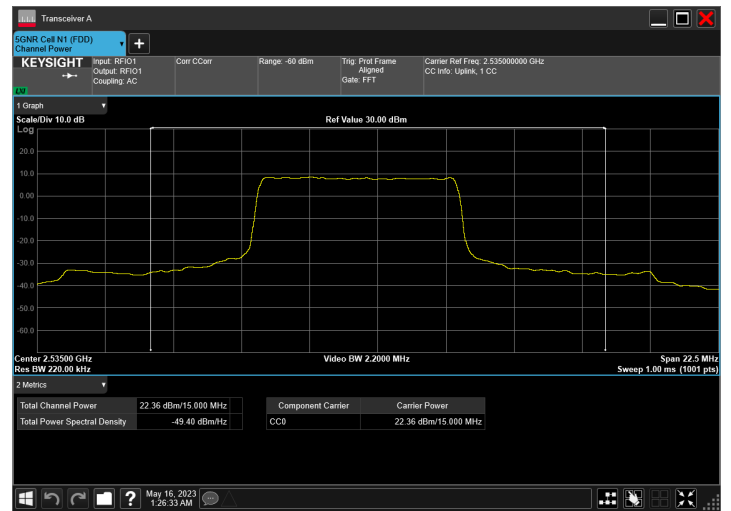 Transceiver A
5GNR Cell N1 (FDD)
Channel Power
+
KEYSIGHT
LXI
Input: RFIO1
Output: RFIO1
Coupling: AC
Corr CCorr
Range: -60 dBm
Trig: Prot Frame
Aligned
Gate: FFT
Carrier Ref Freq: 2.535000000 GHz
CC Info: Uplink, 1 CC
1 Graph
Scale/Div 10.0 dB
Ref Value 30.00 dBm
Log
20.0
10.0
0.00
-10.0
-20.0
-30.0
-40.0
-50.0
-60.0
Center 2.53500 GHz
Video BW 2.2000 MHz
Span 22.5 MHz
Res BW 220.00 kHz
Sweep 1.00 ms (1001 pts)
2 Metrics
Total Channel Power 22.36 dBm/15.000 MHz
Total Power Spectral Density -49.40 dBm/Hz
Component Carrier Carrier Power
CC0 22.36 dBm/15.000 MHz
?
May 16, 2023
1:26:33 AM